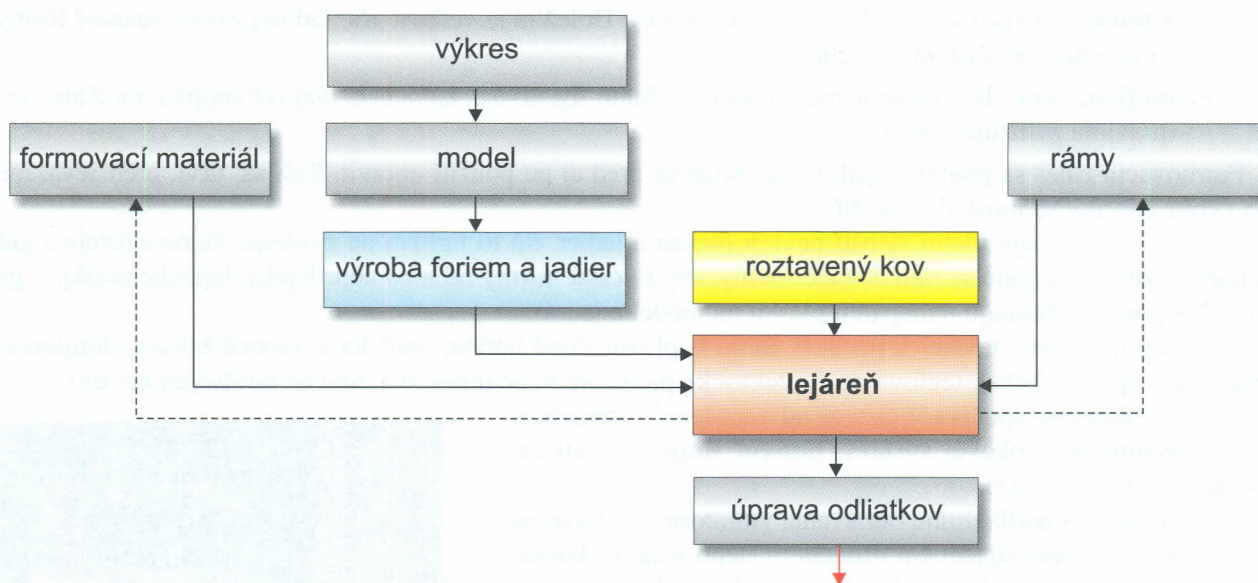 výkres
formovací materiál
model
rámy
výroba foriem a jadier
roztavený kov
lejáreň
úprava odliatkov